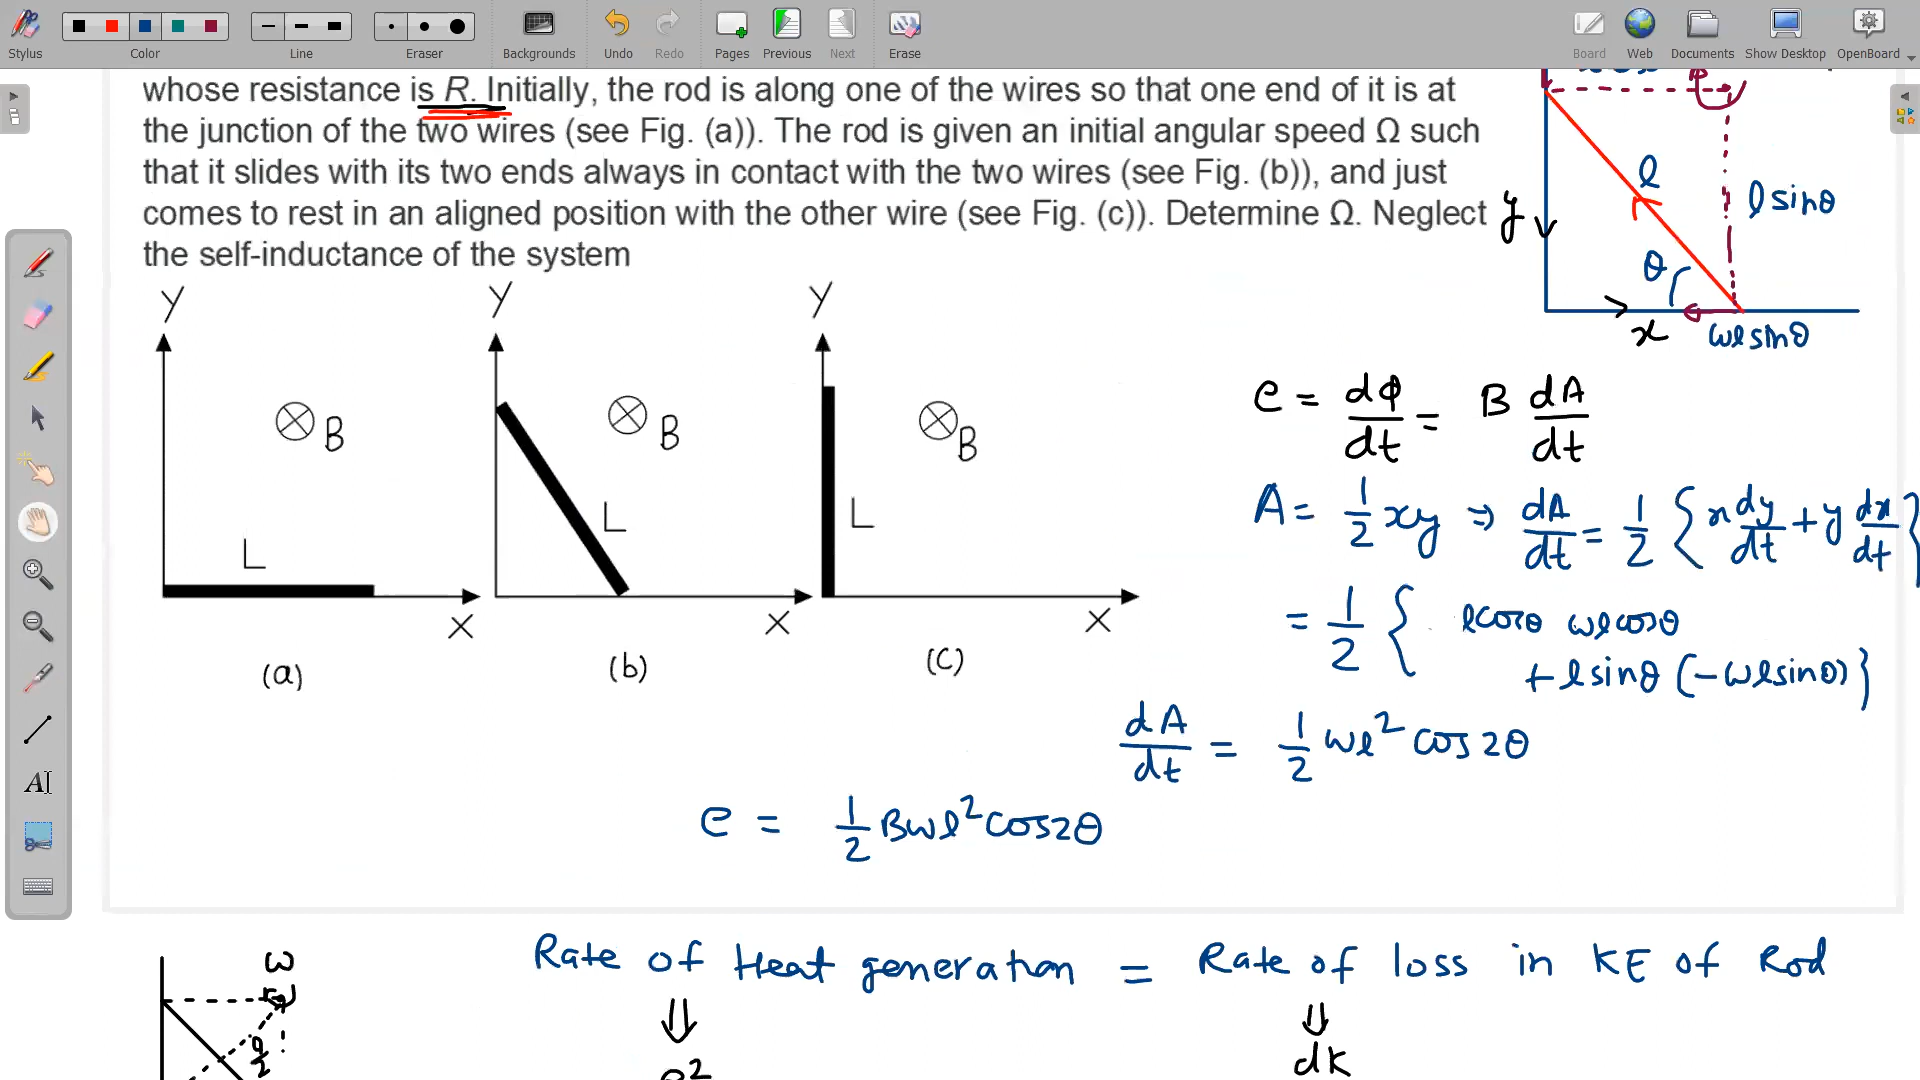 Stylus Color Line Eraser Backgrounds Undo Redo Pages Previous Next Erase Board Web Documents Show Desktop OpenBoard
whose resistance is R. Initially, the rod is along one of the wires so that one end of it is at
the junction of the two wires (see Fig. (a)). The rod is given an initial angular speed Ω such
that it slides with its two ends always in contact with the two wires (see Fig. (b)), and just
comes to rest in an aligned position with the other wire (see Fig. (c)). Determine Ω. Neglect
the self-inductance of the system
y ℓ ℓ sinθ
θ
x ωℓ sinθ
Y Y Y
B B B
L L L
X X X
(a) (b) (c)
e = dφ/dt = B dA/dt
A = 1/2 xy ⇒ dA/dt = 1/2 { x dy/dt + y dx/dt }
= 1/2 { ℓcosθ ωℓcosθ
+ ℓsinθ (-ωℓsinθ) }
dA/dt = 1/2 ωℓ² cos2θ
e = 1/2 Bωℓ² cos2θ
Rate of Heat generation = Rate of loss in KE of Rod
ω
θ/2
⇓ ⇓
dK